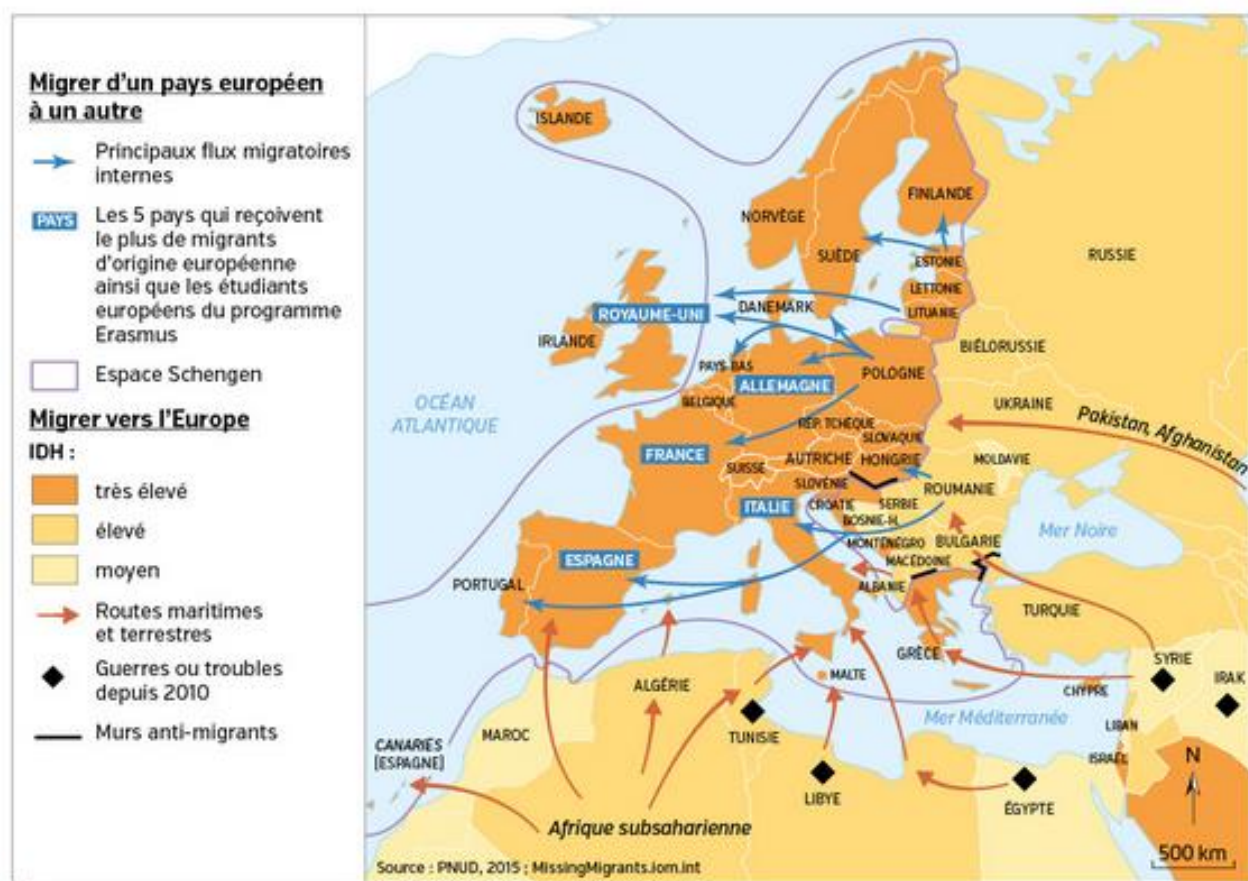 Migrer d'un pays européen
à un autre
Principaux flux migratoires
internes
PAYS
Les 5 pays qui reçoivent
le plus de migrants
d'origine européenne
ainsi que les étudiants
européens du programme
Erasmus
Espace Schengen
Migrer vers l'Europe
IDH :
très élevé
élevé
moyen
Routes maritimes
et terrestres
Guerres ou troubles
depuis 2010
Murs anti-migrants
ISLANDE
FINLANDE
NORVÈGE
SUÈDE
ESTONIE
RUSSIE
LETTONIE
DANEMARK
LITUANIE
ROYAUME-UNI
IRLANDE
BIÉLORUSSIE
PAYS-BAS
POLOGNE
ALLEMAGNE
BELGIQUE
OCÉAN
ATLANTIQUE
UKRAINE
Pakistan, Afghanistan
RÉP. TCHÈQUE
SLOVAQUIE
FRANCE
SUISSE
AUTRICHE
HONGRIE
MOLDAVIE
SLOVÉNIE
ROUMANIE
CROATIE
SERBIE
ITALIE
BOSNIE-H.
Mer Noire
MONTÉNÉGRO
BULGARIE
MACÉDOINE
ESPAGNE
PORTUGAL
ALBANIE
TURQUIE
GRÈCE
SYRIE
MALTE
CHYPRE
IRAK
ALGÉRIE
Mer Méditerranée
LIBAN
MAROC
TUNISIE
CANARIES
[ESPAGNE]
ISRAËL
N
LIBYE
ÉGYPTE
Afrique subsaharienne
500 km
Source : PNUD, 2015 ; MissingMigrants.iom.int